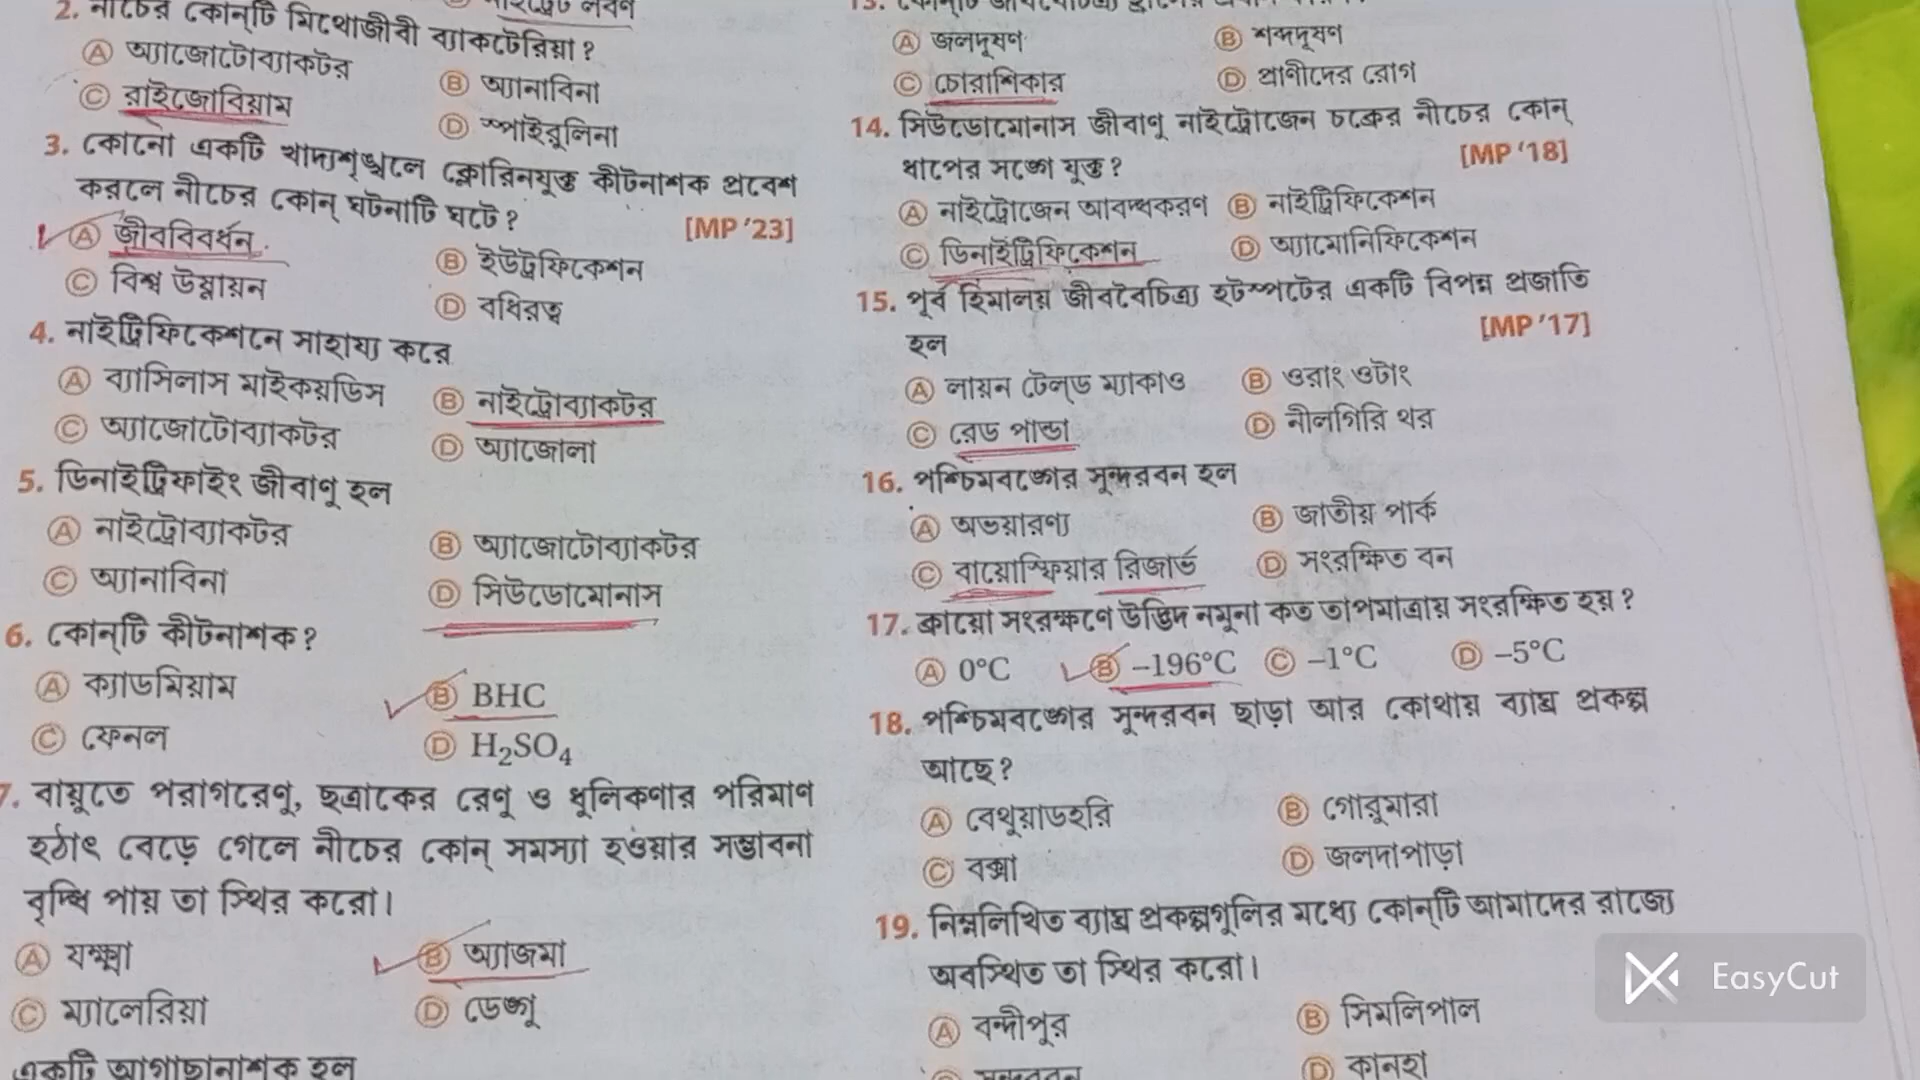 2. নীচের কোন্‌টি মিথোজীবী ব্যাকটেরিয়া?
A অ্যাজোটোব্যাকটর
B অ্যানাবিনা
C রাইজোবিয়াম
D স্পাইরুলিনা
3. কোনো একটি খাদ্যশৃঙ্খলে ক্লোরিনযুক্ত কীটনাশক প্রবেশ
করলে নীচের কোন্ ঘটনাটি ঘটে?
[MP '23]
A জীববিবর্ধন
B ইউট্রফিকেশন
C বিশ্ব উষ্ণায়ন
D বধিরত্ব
4. নাইট্রিফিকেশনে সাহায্য করে
A ব্যাসিলাস মাইকয়ডিস
B নাইট্রোব্যাকটর
C অ্যাজোটোব্যাকটর
D অ্যাজোলা
5. ডিনাইট্রিফাইং জীবাণু হল
A নাইট্রোব্যাকটর
B অ্যাজোটোব্যাকটর
C অ্যানাবিনা
D সিউডোমোনাস
6. কোন্‌টি কীটনাশক?
A ক্যাডমিয়াম
B BHC
C ফেনল
D H₂SO₄
7. বায়ুতে পরাগরেণু, ছত্রাকের রেণু ও ধূলিকণার পরিমাণ
হঠাৎ বেড়ে গেলে নীচের কোন্ সমস্যা হওয়ার সম্ভাবনা
বৃদ্ধি পায় তা স্থির করো।
A যক্ষ্মা
B অ্যাজমা
C ম্যালেরিয়া
D ডেঙ্গু
একটি আগাছানাশক হল
A জলদূষণ
B শব্দদূষণ
C চোরাশিকার
D প্রাণীদের রোগ
14. সিউডোমোনাস জীবাণু নাইট্রোজেন চক্রের নীচের কোন্
ধাপের সঙ্গে যুক্ত?
[MP '18]
A নাইট্রোজেন আবদ্ধকরণ
B নাইট্রিফিকেশন
C ডিনাইট্রিফিকেশন
D অ্যামোনিফিকেশন
15. পূর্ব হিমালয় জীববৈচিত্র্য হটস্পটের একটি বিপন্ন প্রজাতি
হল
[MP '17]
A লায়ন টেল্‌ড ম্যাকাও
B ওরাং ওটাং
C রেড পান্ডা
D নীলগিরি থর
16. পশ্চিমবঙ্গের সুন্দরবন হল
A অভয়ারণ্য
B জাতীয় পার্ক
C বায়োস্ফিয়ার রিজার্ভ
D সংরক্ষিত বন
17. ক্রায়ো সংরক্ষণে উদ্ভিদ নমুনা কত তাপমাত্রায় সংরক্ষিত হয়?
A 0°C
B –196°C
C –1°C
D –5°C
18. পশ্চিমবঙ্গের সুন্দরবন ছাড়া আর কোথায় ব্যাঘ্র প্রকল্প
আছে?
A বেথুয়াডহরি
B গোরুমারা
C বক্সা
D জলদাপাড়া
19. নিম্নলিখিত ব্যাঘ্র প্রকল্পগুলির মধ্যে কোন্‌টি আমাদের রাজ্যে
অবস্থিত তা স্থির করো।
A বন্দীপুর
B সিমলিপাল
D কানহা
EasyCut